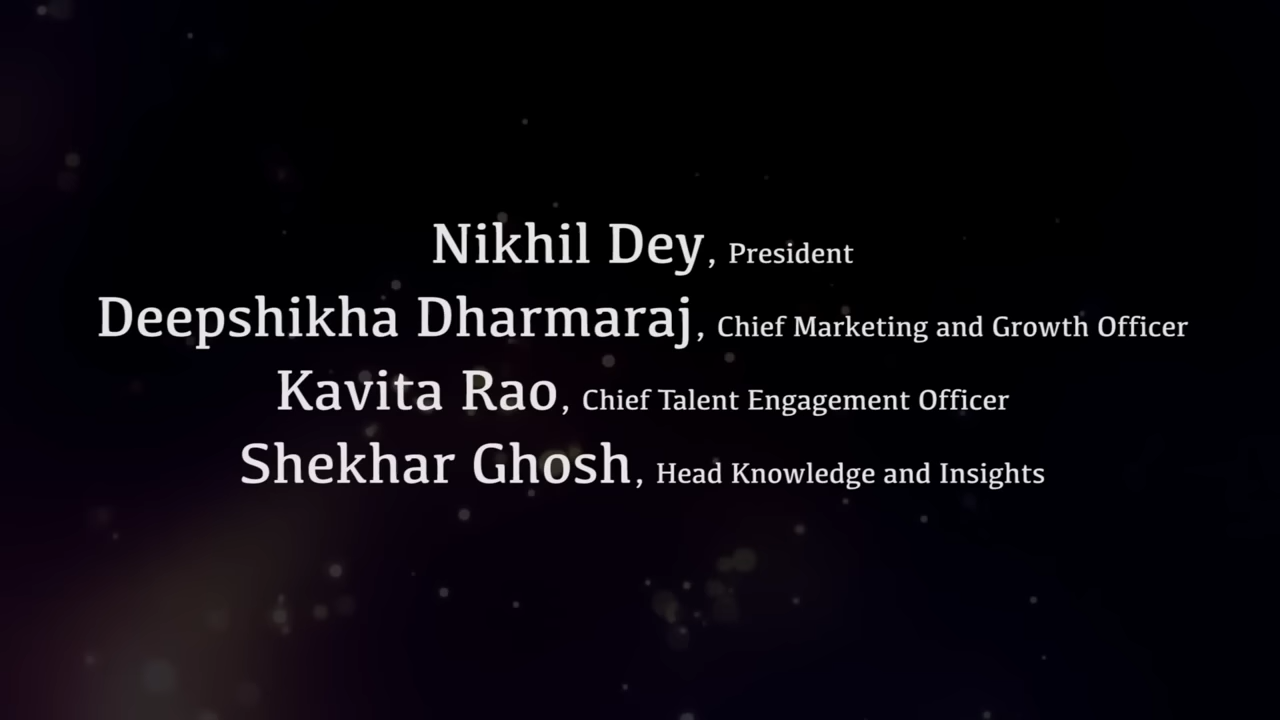 Nikhil Dey, President
Deepshikha Dharmaraj, Chief Marketing and Growth Officer
Kavita Rao, Chief Talent Engagement Officer
Shekhar Ghosh, Head Knowledge and Insights